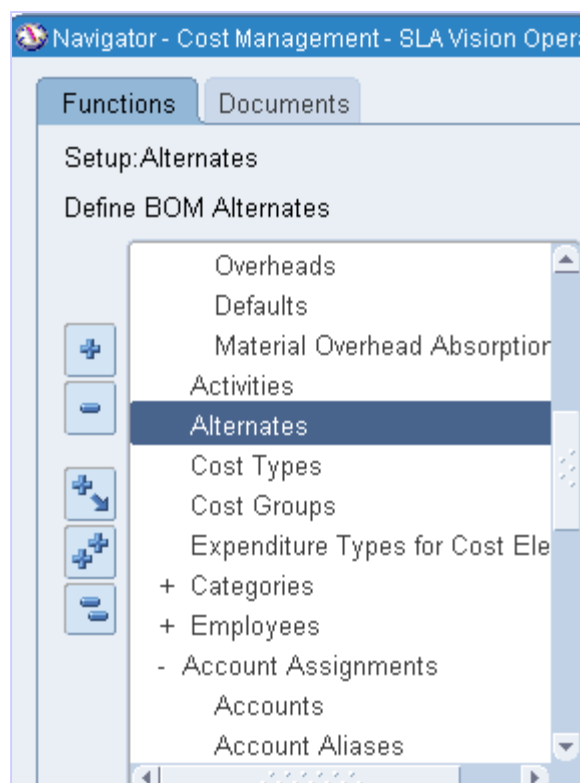 Navigator - Cost Management - SLA Vision Oper
Functions Documents
Setup:Alternates
Define BOM Alternates
Overheads
Defaults
Material Overhead Absorption
Activities
Alternates
Cost Types
Cost Groups
Expenditure Types for Cost Ele
+ Categories
+ Employees
- Account Assignments
Accounts
Account Aliases